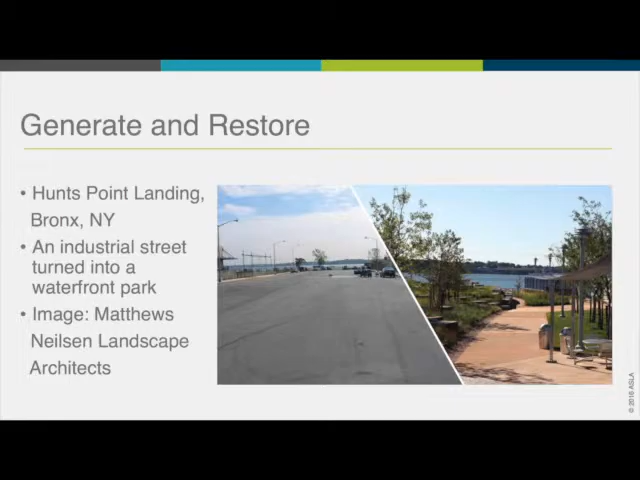 Generate and Restore
• Hunts Point Landing,
Bronx, NY
• An industrial street
turned into a
waterfront park
• Image: Matthews
Neilsen Landscape
Architects
© 2016 ASLA